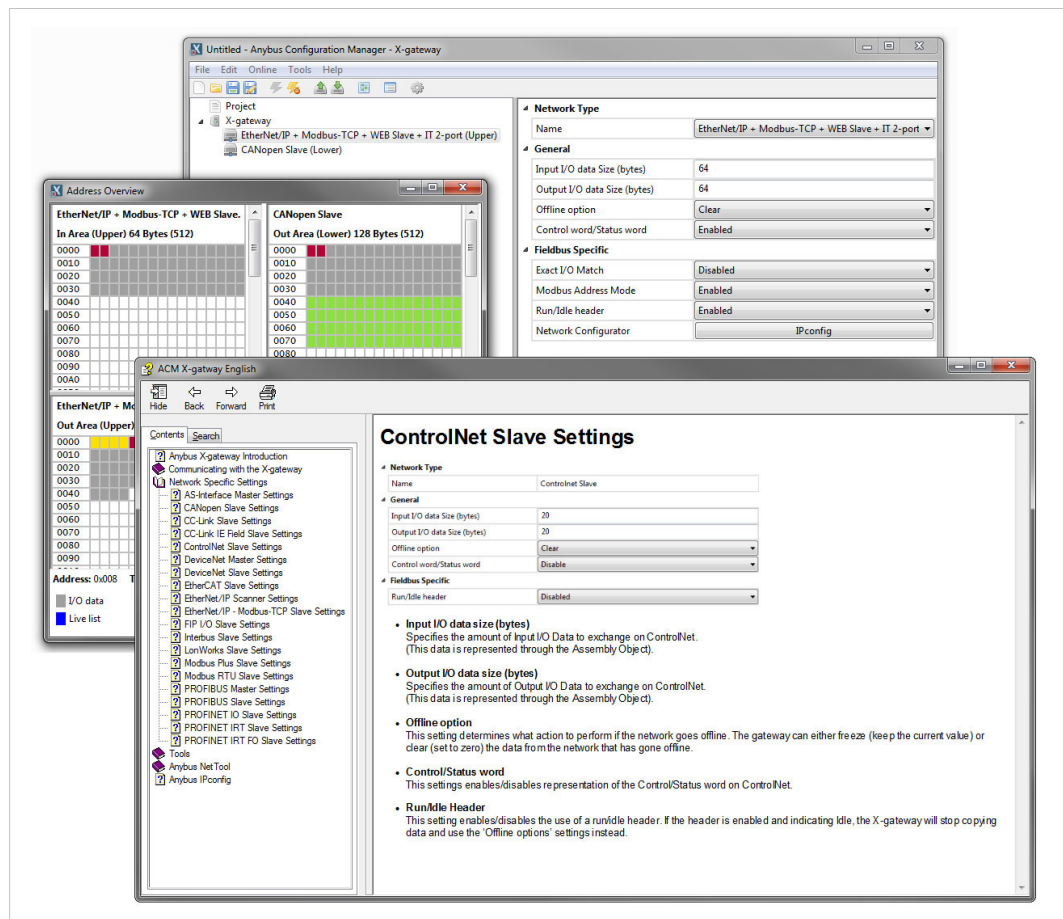 Untitled - Anybus Configuration Manager - X-gateway
File Edit Online Tools Help
Project
X-gateway
EtherNet/IP + Modbus-TCP + WEB Slave + IT 2-port (Upper)
CANopen Slave (Lower)
Network Type
Name EtherNet/IP + Modbus-TCP + WEB Slave + IT 2-port
General
Input I/O data Size (bytes) 64
Output I/O data Size (bytes) 64
Offline option Clear
Control word/Status word Enabled
Fieldbus Specific
Exact I/O Match Disabled
Modbus Address Mode Enabled
Run/Idle header Enabled
Network Configurator IPconfig
Address Overview
EtherNet/IP + Modbus-TCP + WEB Slave.
In Area (Upper) 64 Bytes (512)
0000
0010
0020
0030
0040
0050
0060
0070
0080
0090
00A0
CANopen Slave
Out Area (Lower) 128 Bytes (512)
0000
0010
0020
0030
0040
0050
0060
0070
0080
EtherNet/IP + Mo
Out Area (Upper)
0000
0010
0020
0030
0040
0050
0060
0070
0080
0090
Address: 0x008 T
I/O data
Live list
ACM X-gatway English
Hide Back Forward Print
Contents Search
Anybus X-gateway Introduction
Communicating with the X-gateway
Network Specific Settings
AS-Interface Master Settings
CANopen Slave Settings
CC-Link Slave Settings
CC-Link IE Field Slave Settings
ControlNet Slave Settings
DeviceNet Master Settings
DeviceNet Slave Settings
EtherCAT Slave Settings
EtherNet/IP Scanner Settings
EtherNet/IP - Modbus-TCP Slave Settings
FIP I/O Slave Settings
Interbus Slave Settings
LonWorks Slave Settings
Modbus Plus Slave Settings
Modbus RTU Slave Settings
PROFIBUS Master Settings
PROFIBUS Slave Settings
PROFINET IO Slave Settings
PROFINET IRT Slave Settings
PROFINET IRT FO Slave Settings
Tools
Anybus NetTool
Anybus IPconfig
ControlNet Slave Settings
Network Type
Name Controlnet Slave
General
Input I/O data Size (bytes) 20
Output I/O data Size (bytes) 20
Offline option Clear
Control word/Status word Disable
Fieldbus Specific
Run/Idle header Disabled
• Input I/O data size (bytes)
Specifies the amount of Input I/O Data to exchange on ControlNet.
(This data is represented through the Assembly Object).
• Output I/O data size (bytes)
Specifies the amount of Output I/O Data to exchange on ControlNet.
(This data is represented through the Assembly Object).
• Offline option
This setting determines what action to perform if the network goes offline. The gateway can either freeze (keep the current value) or
clear (set to zero) the data from the network that has gone offline.
• Control/Status word
This settings enables/disables representation of the Control/Status word on ControlNet.
• Run/Idle Header
This setting enables/disables the use of a run/idle header. If the header is enabled and indicating Idle, the X-gateway will stop copying
data and use the 'Offline options' settings instead.